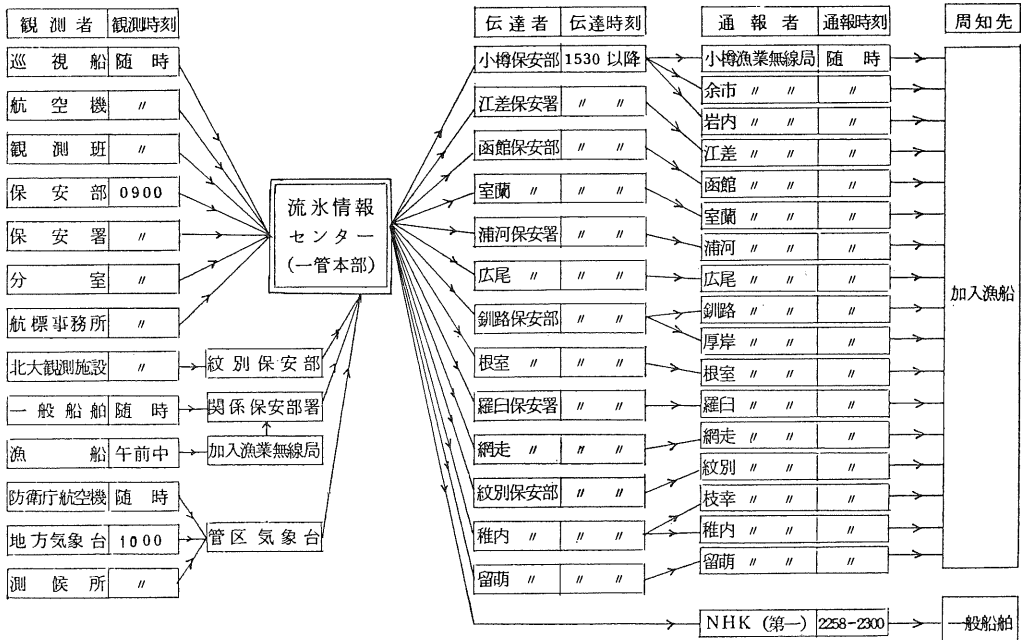 観測者 観測時刻
巡視船 随時
航空機 〃
観測班 〃
保安部 0900
保安署 〃
分室 〃
航標事務所 〃
北大観測施設 〃
一般船舶 随時
漁船 午前中
防衛庁航空機 随時
地方気象台 1000
測候所 〃
紋別保安部
関係保安部署
加入漁業無線局
管区気象台
流氷情報
センター
(一管本部)
伝達者 伝達時刻
小樽保安部 1530以降
江差保安署 〃 〃
函館保安部 〃 〃
室蘭 〃 〃 〃
浦河保安署 〃 〃
広尾 〃 〃 〃
釧路保安部 〃 〃
根室 〃 〃 〃
羅臼保安署 〃 〃
網走 〃 〃 〃
紋別保安部 〃 〃
稚内 〃 〃 〃
留萌 〃 〃 〃
通報者 通報時刻
小樽漁業無線局 随時
余市 〃 〃 〃
岩内 〃 〃 〃
江差 〃 〃 〃
函館 〃 〃 〃
室蘭 〃 〃 〃
浦河 〃 〃 〃
広尾 〃 〃 〃
釧路 〃 〃 〃
厚岸 〃 〃 〃
根室 〃 〃 〃
羅臼 〃 〃 〃
網走 〃 〃 〃
紋別 〃 〃 〃
枝幸 〃 〃 〃
稚内 〃 〃 〃
留萌 〃 〃 〃
NHK (第一) 2258-2300
周知先
加入漁船
一般船舶